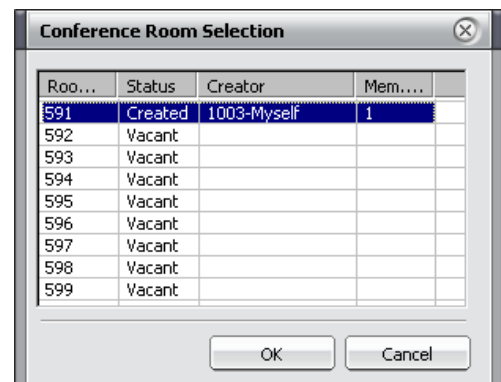 Conference Room Selection
Roo... Status Creator Mem....
591 Created 1003-Myself 1
592 Vacant
593 Vacant
594 Vacant
595 Vacant
596 Vacant
597 Vacant
598 Vacant
599 Vacant
OK Cancel